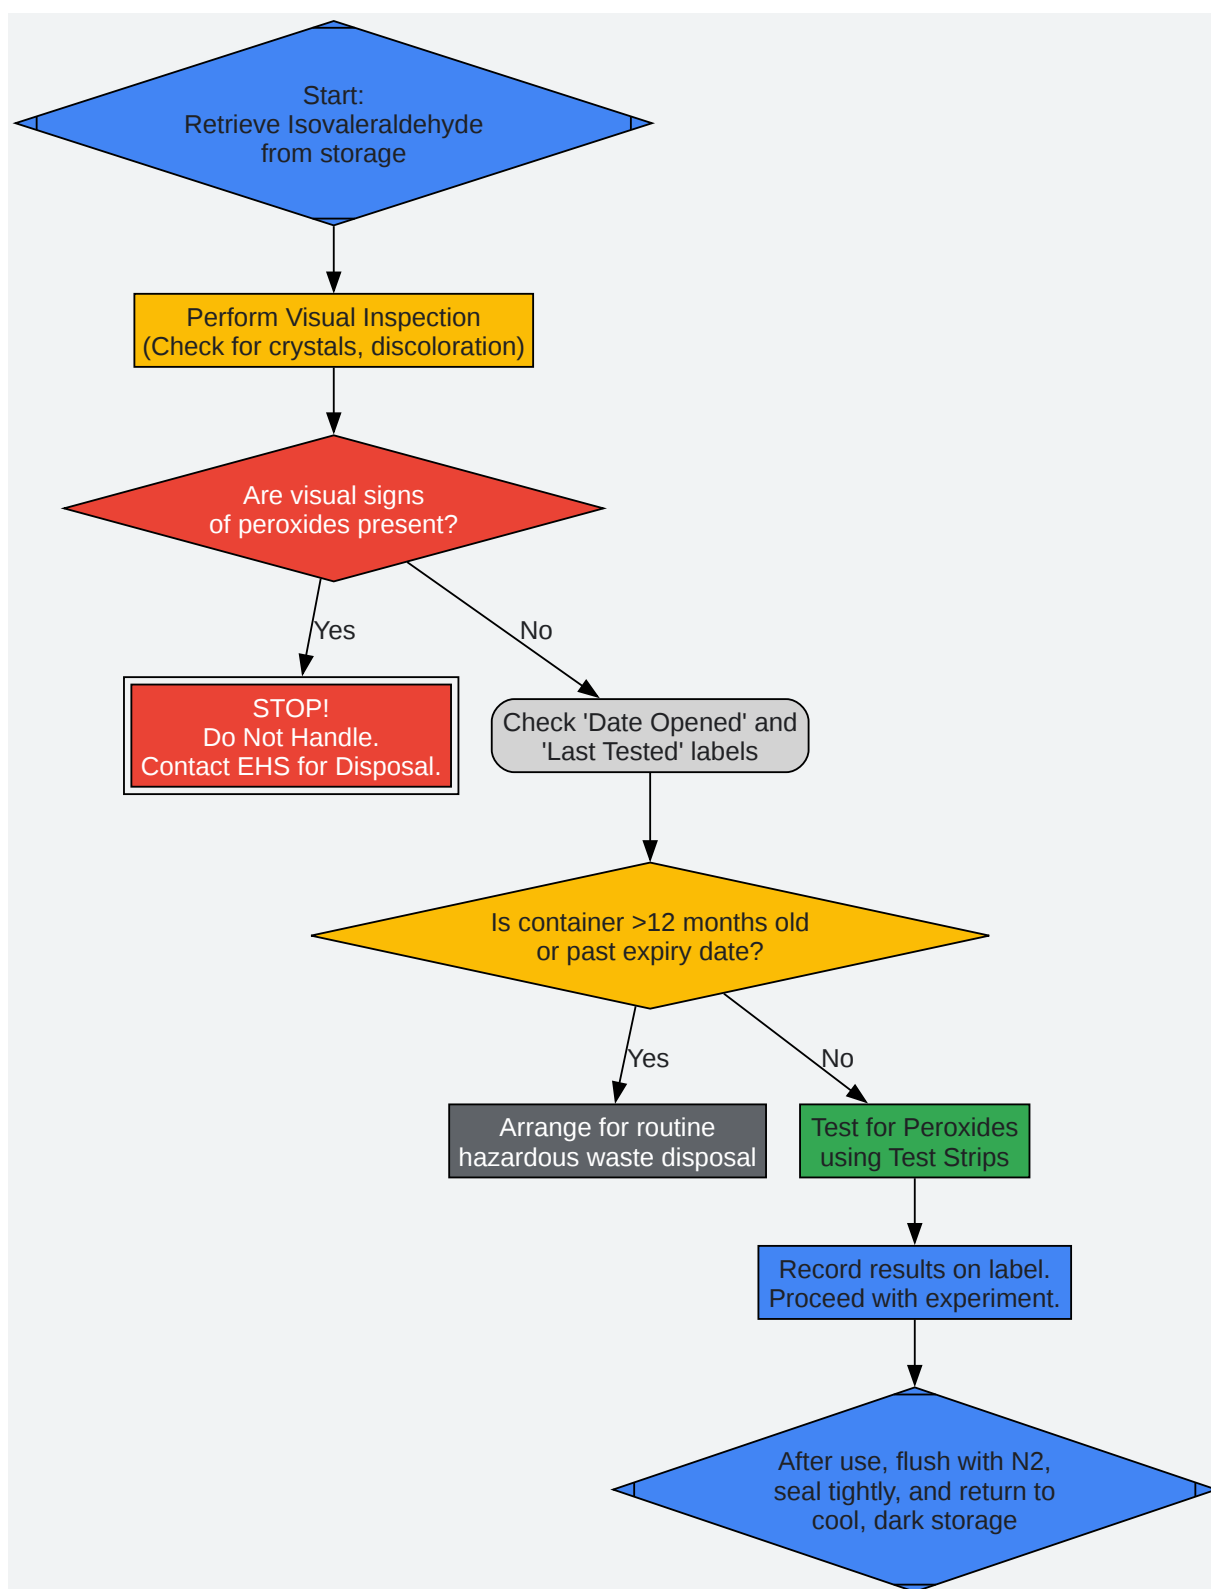 Start:
Retrieve Isovaleraldehyde
from storage
Perform Visual Inspection
(Check for crystals, discoloration)
Are visual signs
of peroxides present?
Yes
No
STOP!
Do Not Handle.
Contact EHS for Disposal.
Check 'Date Opened' and
'Last Tested' labels
Is container >12 months old
or past expiry date?
Yes
No
Arrange for routine
hazardous waste disposal
Test for Peroxides
using Test Strips
Record results on label.
Proceed with experiment.
After use, flush with N2,
seal tightly, and return to
cool, dark storage